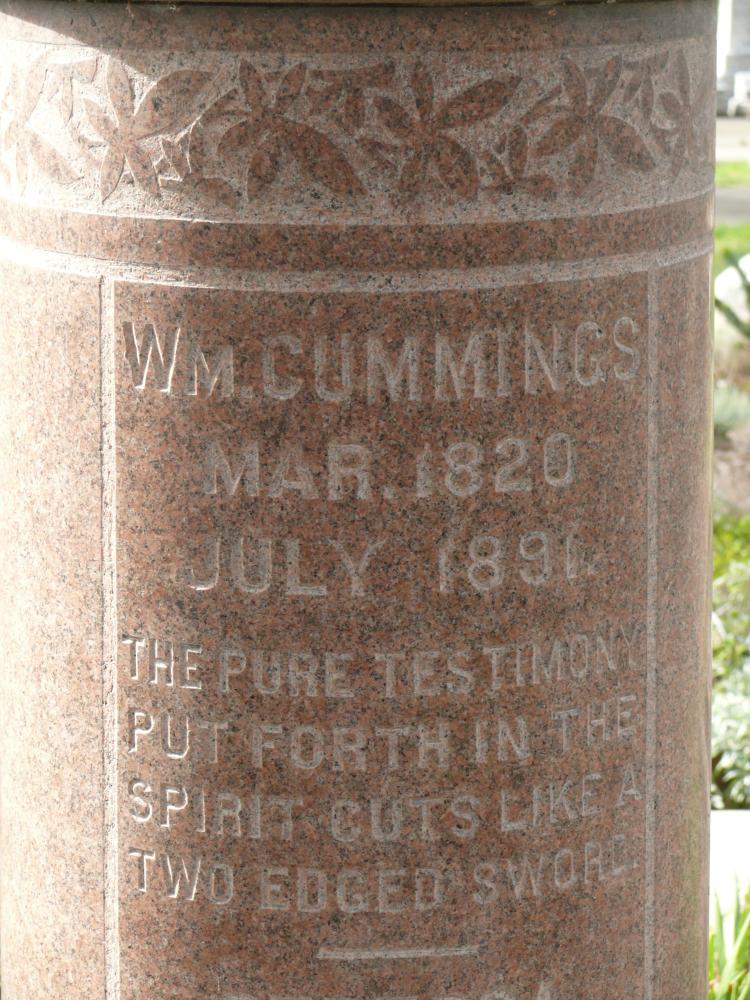 WM. CUMMINGS
MAR. 1820
JULY 1891
THE PURE TESTIMONY
PUT FORTH IN THE
SPIRIT CUTS LIKE A
TWO EDGED SWORD.